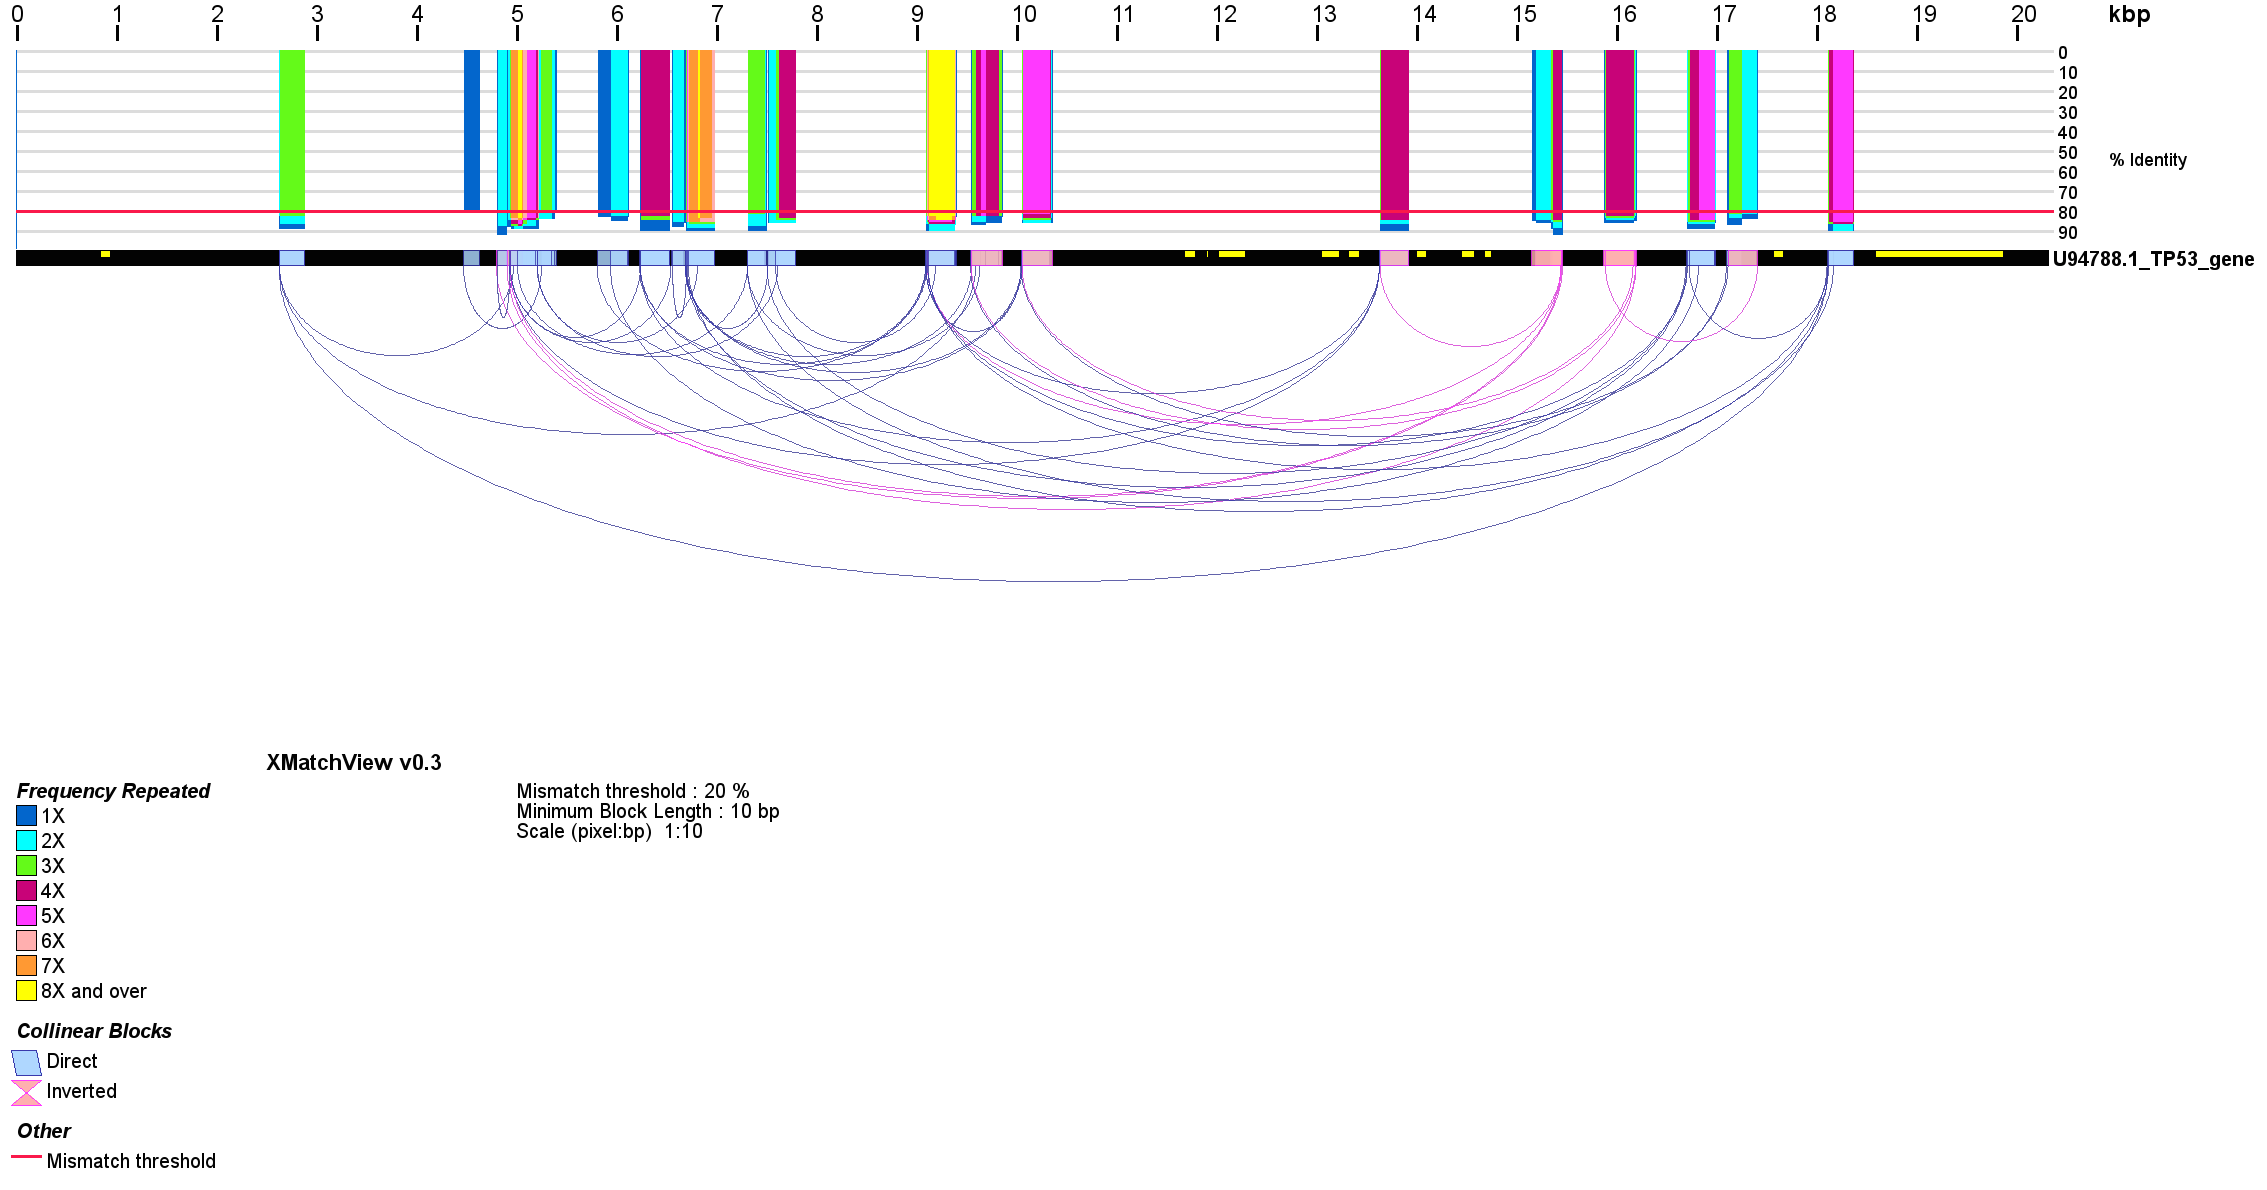 0 1 2 3 4 5 6 7 8 9 10 11 12 13 14 15 16 17 18 19 20 kbp
0
10
20
30
40
50
% Identity
60
70
80
90
U94788.1_TP53_gene
XMatchView v0.3
Frequency Repeated
1X
2X
3X
4X
5X
6X
7X
8X and over
Mismatch threshold : 20 %
Minimum Block Length : 10 bp
Scale (pixel:bp) 1:10
Collinear Blocks
Direct
Inverted
Other
Mismatch threshold